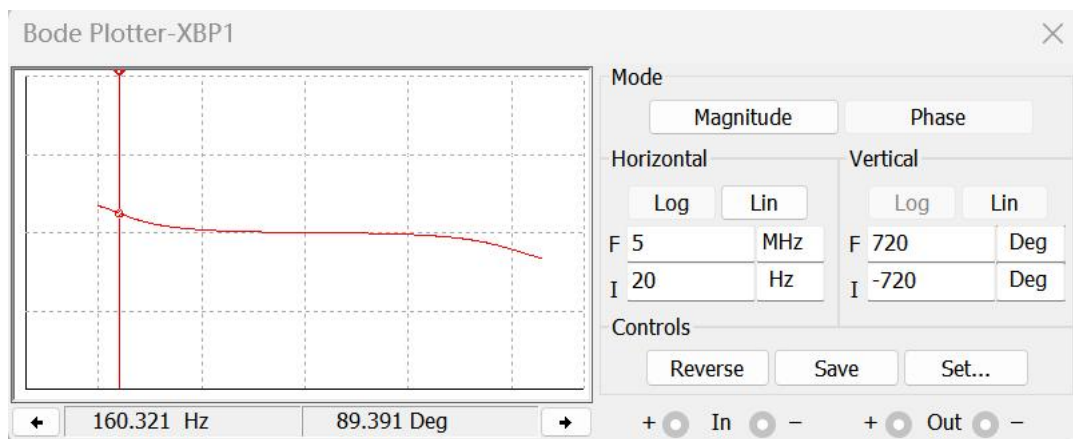 Bode Plotter-XBP1
Mode
Magnitude Phase
Horizontal Vertical
Log Lin Log Lin
F 5 MHz F 720 Deg
I 20 Hz I -720 Deg
Controls
Reverse Save Set...
160.321 Hz 89.391 Deg + In - + Out -